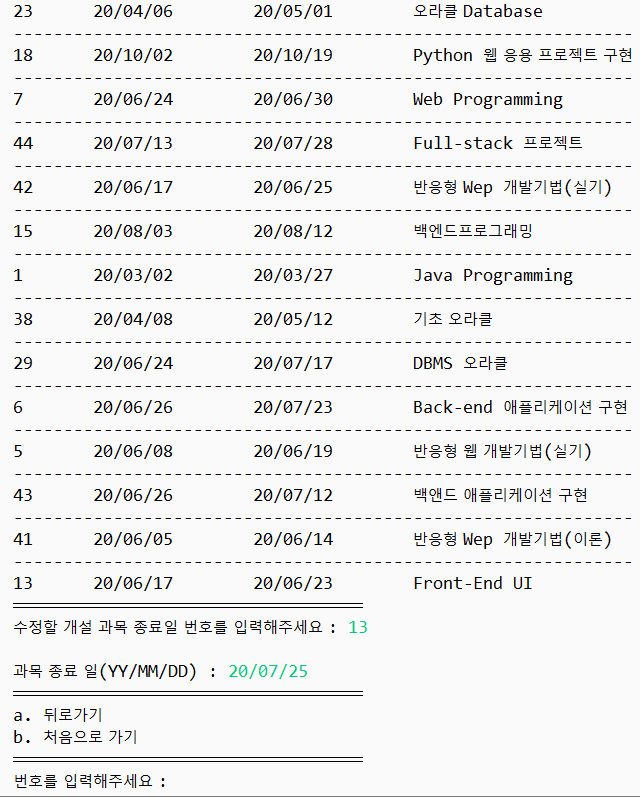 23 20/04/06 20/05/01 오라클 Database
18 20/10/02 20/10/19 Python 웹 응용 프로젝트 구현
7 20/06/24 20/06/30 Web Programming
44 20/07/13 20/07/28 Full-stack 프로젝트
42 20/06/17 20/06/25 반응형 Wep 개발기법(실기)
15 20/08/03 20/08/12 백엔드프로그래밍
1 20/03/02 20/03/27 Java Programming
38 20/04/08 20/05/12 기초 오라클
29 20/06/24 20/07/17 DBMS 오라클
6 20/06/26 20/07/23 Back-end 애플리케이션 구현
5 20/06/08 20/06/19 반응형 웹 개발기법(실기)
43 20/06/26 20/07/12 백앤드 애플리케이션 구현
41 20/06/05 20/06/14 반응형 Wep 개발기법(이론)
13 20/06/17 20/06/23 Front-End UI
수정할 개설 과목 종료일 번호를 입력해주세요 : 13
과목 종료 일(YY/MM/DD) : 20/07/25
a. 뒤로가기
b. 처음으로 가기
번호를 입력해주세요 :